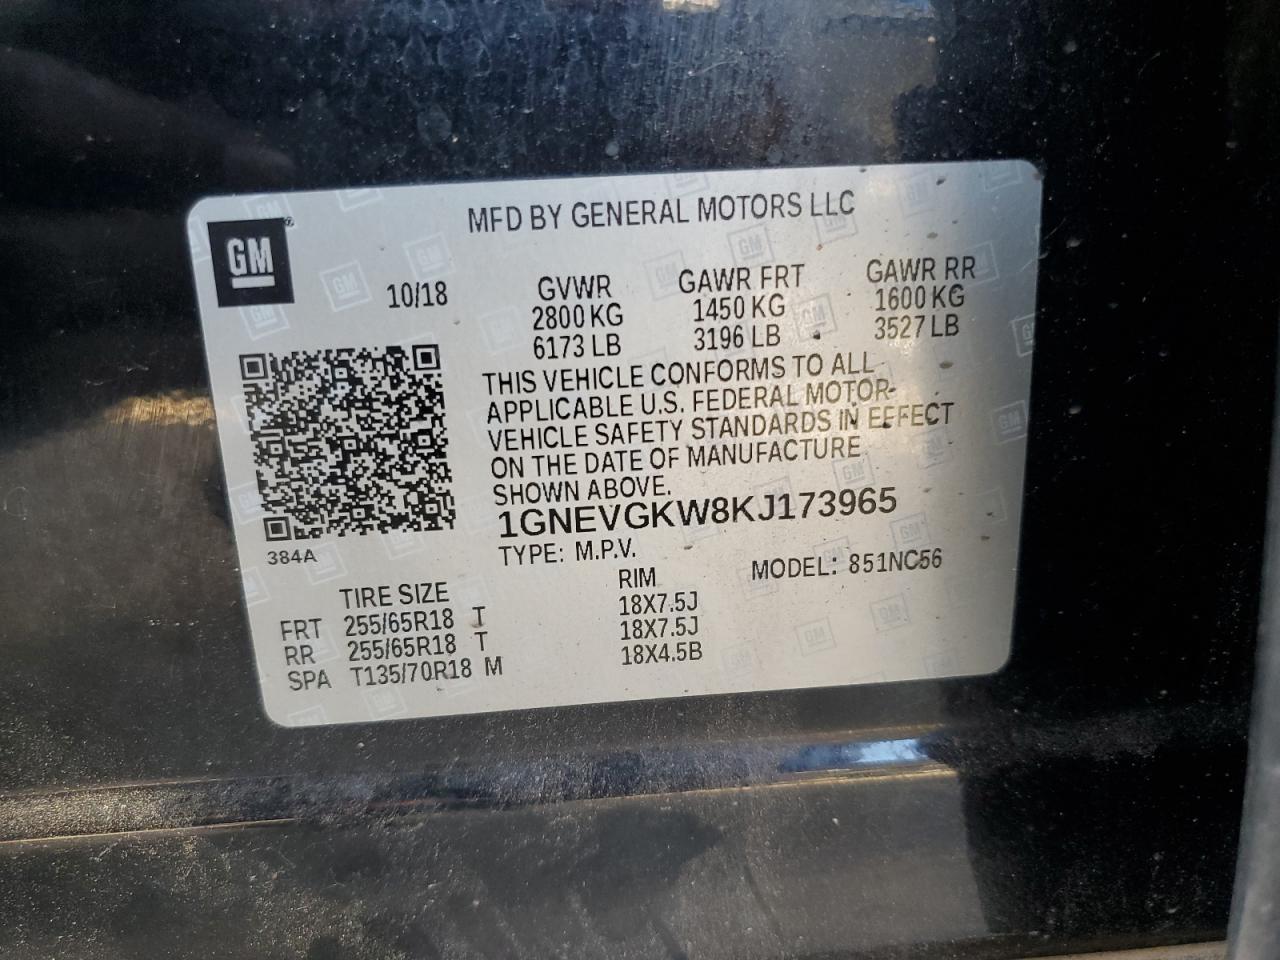 MFD BY GENERAL MOTORS LLC
GM
10/18
GVWR GAWR FRT GAWR RR
2800 KG 1450 KG 1600 KG
6173 LB 3196 LB 3527 LB
THIS VEHICLE CONFORMS TO ALL
APPLICABLE U.S. FEDERAL MOTOR-
VEHICLE SAFETY STANDARDS IN EFFECT
ON THE DATE OF MANUFACTURE
SHOWN ABOVE.
1GNEVGKW8KJ173965
384A
TYPE: M.P.V. MODEL: 851NC56
TIRE SIZE RIM
FRT 255/65R18 T 18X7.5J
RR 255/65R18 T 18X7.5J
SPA T135/70R18 M 18X4.5B